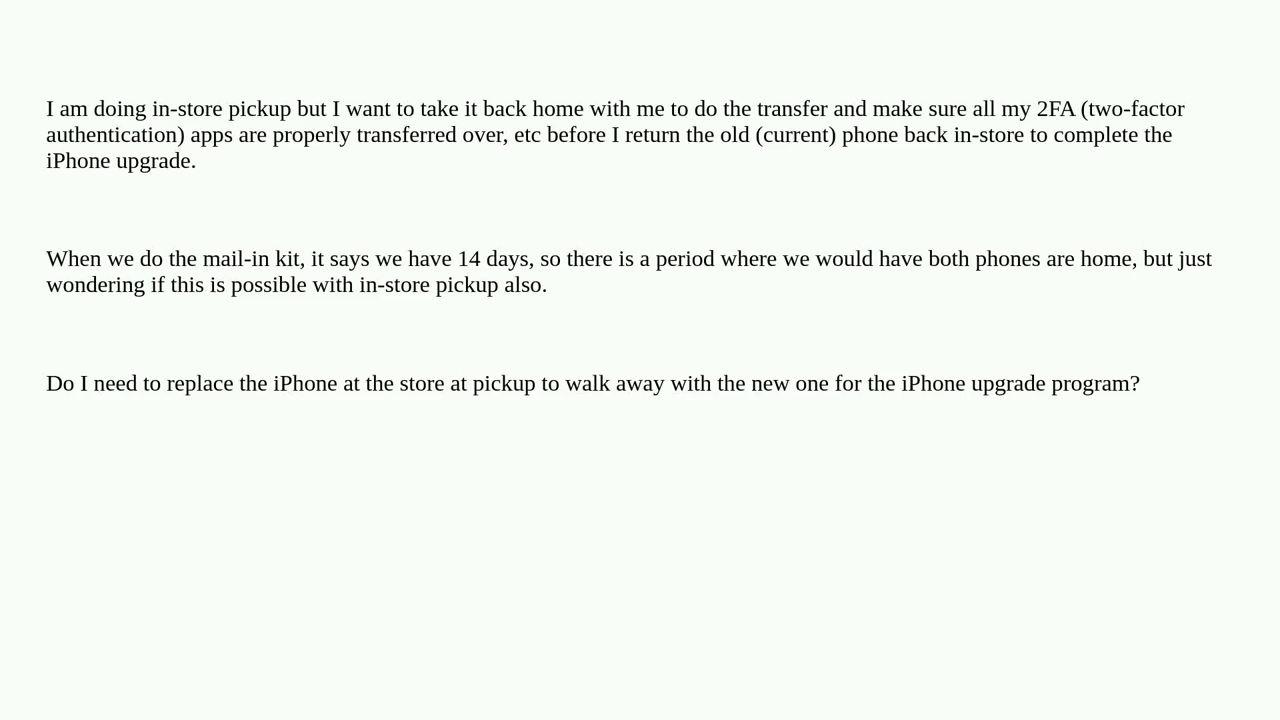 I am doing in-store pickup but I want to take it back home with me to do the transfer and make sure all my 2FA (two-factor
authentication) apps are properly transferred over, etc before I return the old (current) phone back in-store to complete the
iPhone upgrade.
When we do the mail-in kit, it says we have 14 days, so there is a period where we would have both phones are home, but just
wondering if this is possible with in-store pickup also.
Do I need to replace the iPhone at the store at pickup to walk away with the new one for the iPhone upgrade program?